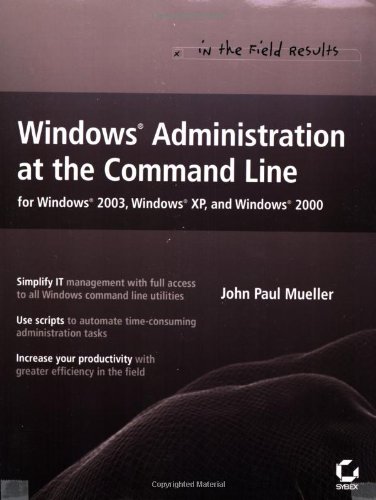 x in the Field Results
Windows® Administration
at the Command Line
for Windows® 2003, Windows® XP, and Windows® 2000
Simplify IT management with full access
to all Windows command line utilities
John Paul Mueller
Use scripts to automate time-consuming
administration tasks
Increase your productivity with
greater efficiency in the field
SYBEX
Copyrighted Material